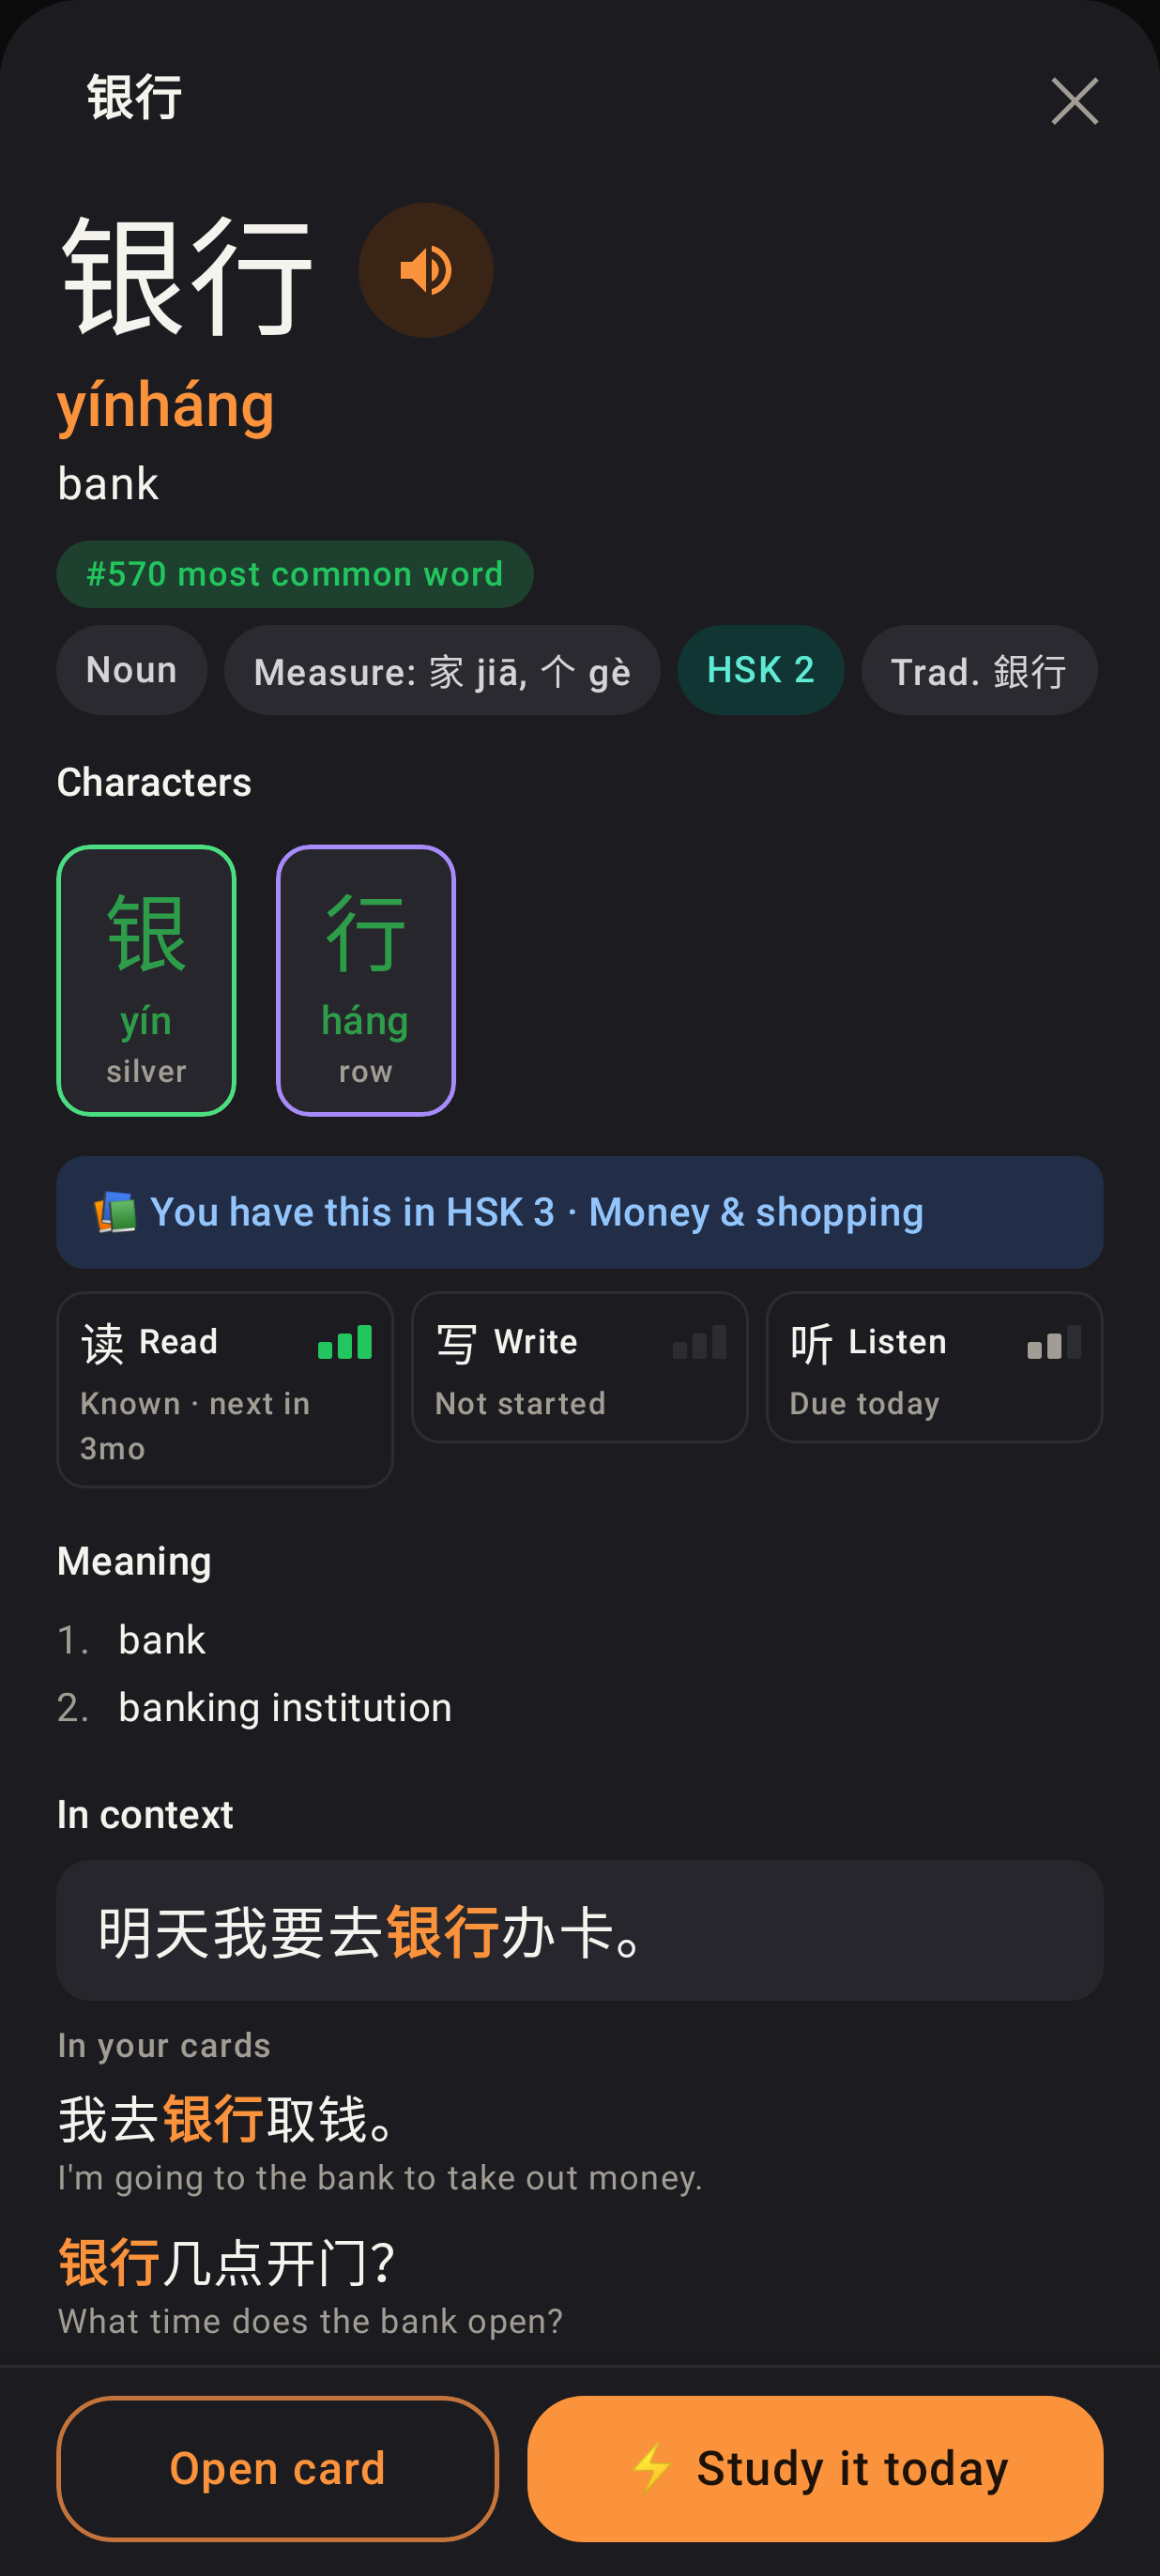 银行
银行
yínháng
bank
#570 most common word
Noun
Measure: 家 jiā, 个 gè
HSK 2
Trad. 銀行
Characters
银
yín
silver
行
háng
row
You have this in HSK 3 · Money & shopping
读 Read
Known · next in
3mo
写 Write
Not started
听 Listen
Due today
Meaning
1. bank
2. banking institution
In context
明天我要去银行办卡。
In your cards
我去银行取钱。
I'm going to the bank to take out money.
银行几点开门?
What time does the bank open?
Open card
Study it today